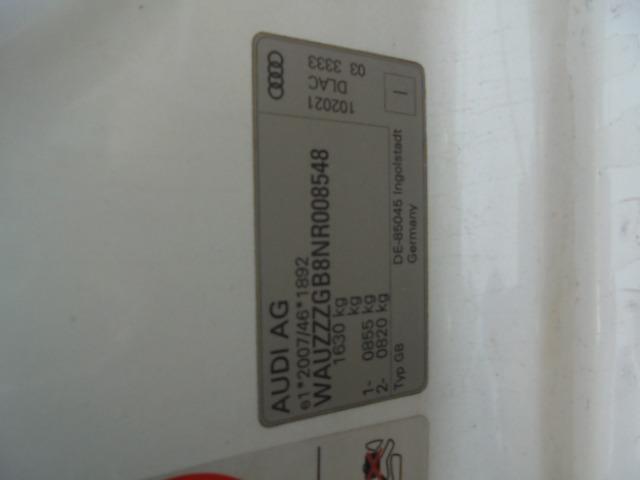 AUDI AG
e1*2007/46*1892
WAUZZZGB8NR008548
1630 kg
kg
1- 0855 kg
2- 0820 kg
Typ GB
DE-85045 Ingolstadt
Germany
102021
DLAC
03 3333
I